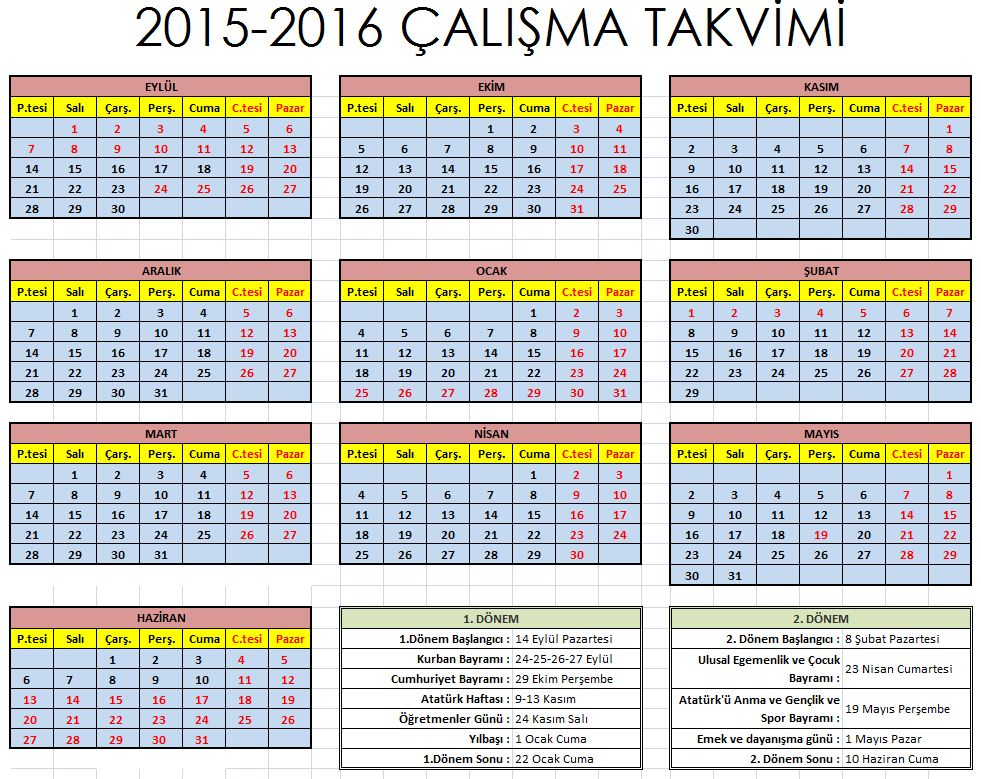 2015-2016 ÇALIŞMA TAKVİMİ
EYLÜL
P.tesi Salı Çarş. Perş. Cuma C.tesi Pazar
1 2 3 4 5 6
7 8 9 10 11 12 13
14 15 16 17 18 19 20
21 22 23 24 25 26 27
28 29 30
EKİM
P.tesi Salı Çarş. Perş. Cuma C.tesi Pazar
1 2 3 4
5 6 7 8 9 10 11
12 13 14 15 16 17 18
19 20 21 22 23 24 25
26 27 28 29 30 31
KASIM
P.tesi Salı Çarş. Perş. Cuma C.tesi Pazar
1
2 3 4 5 6 7 8
9 10 11 12 13 14 15
16 17 18 19 20 21 22
23 24 25 26 27 28 29
30
ARALIK
P.tesi Salı Çarş. Perş. Cuma C.tesi Pazar
1 2 3 4 5 6
7 8 9 10 11 12 13
14 15 16 17 18 19 20
21 22 23 24 25 26 27
28 29 30 31
OCAK
P.tesi Salı Çarş. Perş. Cuma C.tesi Pazar
1 2 3
4 5 6 7 8 9 10
11 12 13 14 15 16 17
18 19 20 21 22 23 24
25 26 27 28 29 30 31
ŞUBAT
P.tesi Salı Çarş. Perş. Cuma C.tesi Pazar
1 2 3 4 5 6 7
8 9 10 11 12 13 14
15 16 17 18 19 20 21
22 23 24 25 26 27 28
29
MART
P.tesi Salı Çarş. Perş. Cuma C.tesi Pazar
1 2 3 4 5 6
7 8 9 10 11 12 13
14 15 16 17 18 19 20
21 22 23 24 25 26 27
28 29 30 31
NİSAN
P.tesi Salı Çarş. Perş. Cuma C.tesi Pazar
1 2 3
4 5 6 7 8 9 10
11 12 13 14 15 16 17
18 19 20 21 22 23 24
25 26 27 28 29 30
MAYIS
P.tesi Salı Çarş. Perş. Cuma C.tesi Pazar
1
2 3 4 5 6 7 8
9 10 11 12 13 14 15
16 17 18 19 20 21 22
23 24 25 26 27 28 29
30 31
HAZİRAN
P.tesi Salı Çarş. Perş. Cuma C.tesi Pazar
1 2 3 4 5
6 7 8 9 10 11 12
13 14 15 16 17 18 19
20 21 22 23 24 25 26
27 28 29 30 31
1. DÖNEM
1.Dönem Başlangıcı : 14 Eylül Pazartesi
Kurban Bayramı : 24-25-26-27 Eylül
Cumhuriyet Bayramı : 29 Ekim Perşembe
Atatürk Haftası : 9-13 Kasım
Öğretmenler Günü : 24 Kasım Salı
Yılbaşı : 1 Ocak Cuma
1.Dönem Sonu : 22 Ocak Cuma
2. DÖNEM
2. Dönem Başlangıcı : 8 Şubat Pazartesi
Ulusal Egemenlik ve Çocuk
Bayramı : 23 Nisan Cumartesi
Atatürk'ü Anma ve Gençlik ve
Spor Bayramı : 19 Mayıs Perşembe
Emek ve dayanışma günü : 1 Mayıs Pazar
2. Dönem Sonu : 10 Haziran Cuma